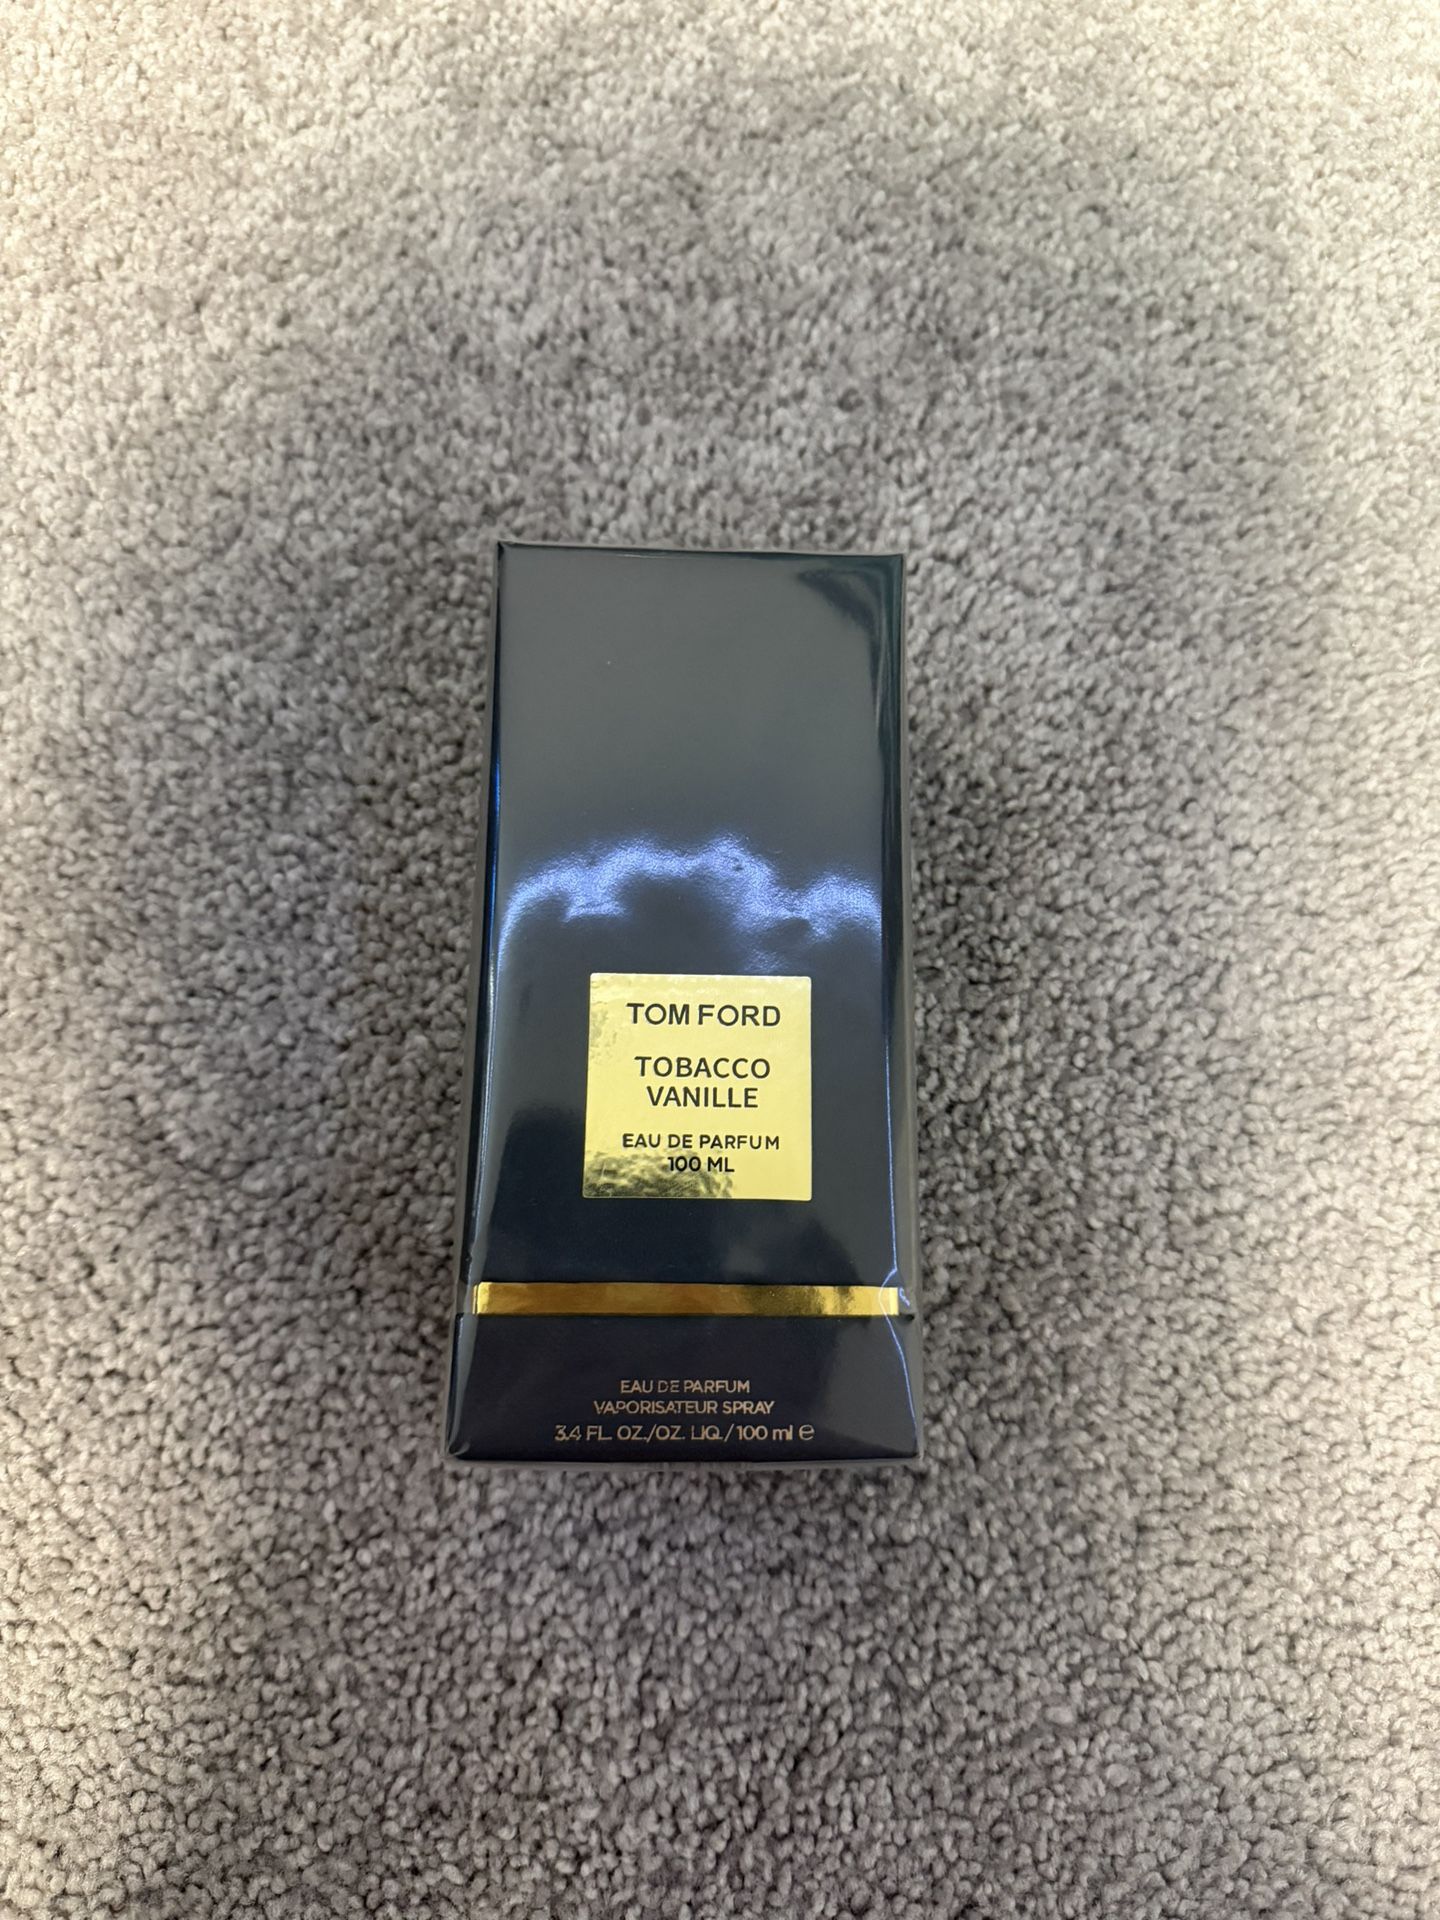 TOM FORD
TOBACCO
VANILLE
EAU DE PARFUM
100 ML
EAU DE PARFUM
VAPORISATEUR SPRAY
3.4 FL. OZ./OZ. LIQ./100 ml ℮